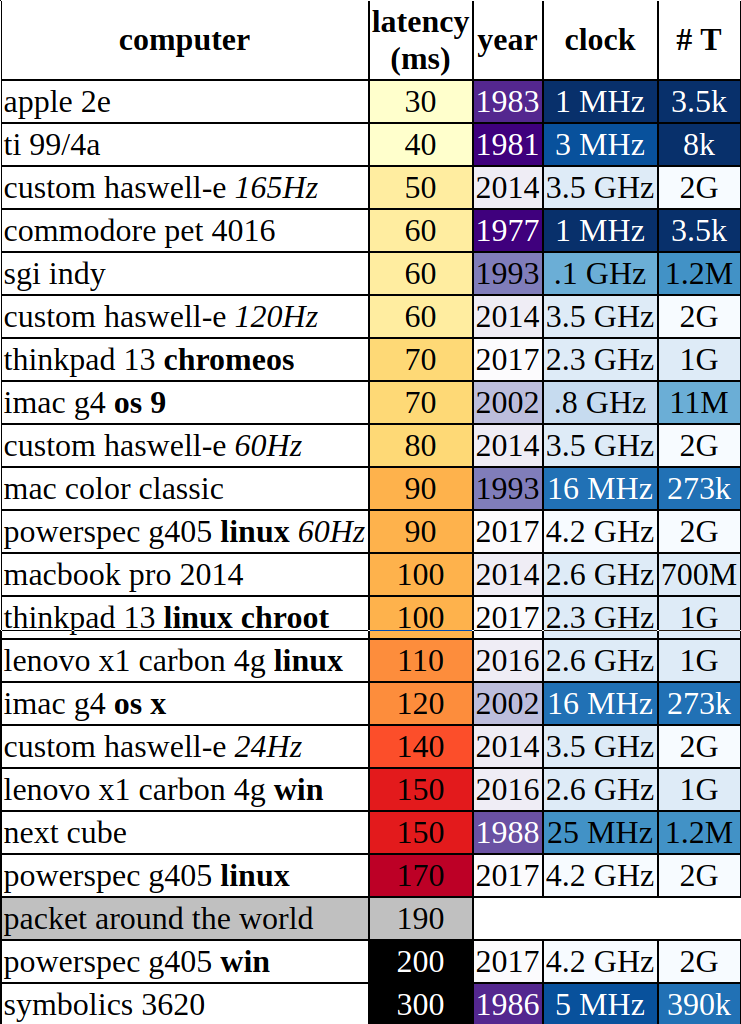 computer latency (ms) year clock # T
apple 2e 30 1983 1 MHz 3.5k
ti 99/4a 40 1981 3 MHz 8k
custom haswell-e 165Hz 50 2014 3.5 GHz 2G
commodore pet 4016 60 1977 1 MHz 3.5k
sgi indy 60 1993 .1 GHz 1.2M
custom haswell-e 120Hz 60 2014 3.5 GHz 2G
thinkpad 13 chromeos 70 2017 2.3 GHz 1G
imac g4 os 9 70 2002 .8 GHz 11M
custom haswell-e 60Hz 80 2014 3.5 GHz 2G
mac color classic 90 1993 16 MHz 273k
powerspec g405 linux 60Hz 90 2017 4.2 GHz 2G
macbook pro 2014 100 2014 2.6 GHz 700M
thinkpad 13 linux chroot 100 2017 2.3 GHz 1G
lenovo x1 carbon 4g linux 110 2016 2.6 GHz 1G
imac g4 os x 120 2002 16 MHz 273k
custom haswell-e 24Hz 140 2014 3.5 GHz 2G
lenovo x1 carbon 4g win 150 2016 2.6 GHz 1G
next cube 150 1988 25 MHz 1.2M
powerspec g405 linux 170 2017 4.2 GHz 2G
packet around the world 190
powerspec g405 win 200 2017 4.2 GHz 2G
symbolics 3620 300 1986 5 MHz 390k